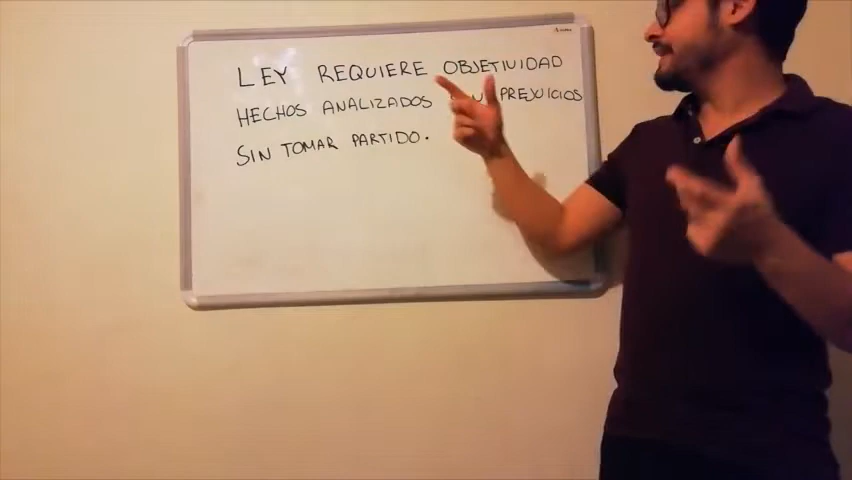 LEY REQUIERE OBJETIVIDAD
HECHOS ANALIZADOS PREJUICIOS
SIN TOMAR PARTIDO.